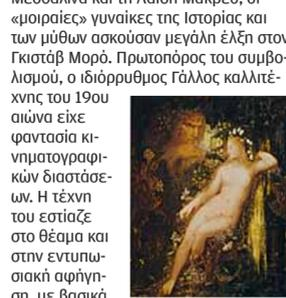 Μεσσαλίνα και τη Λαίδη Μακρέθ, οι
«μοιραίες» γυναίκες της Ιστορίας και
των μύθων ασκούσαν μεγάλη έλξη στον
Γκιστάβ Μορό. Πρωτοπόρος του συμβο-
λισμού, ο ιδιόρρυθμος Γάλλος καλλιτέ-
χνης του 19ου
αιώνα είχε
φαντασία κι-
νηματογραφι-
κών διαστάσε-
ων. Η τέχνη
του εστίαζε
στο θέαμα και
στην εντυπω-
σιακή αφήγη-
ση, με βασικά